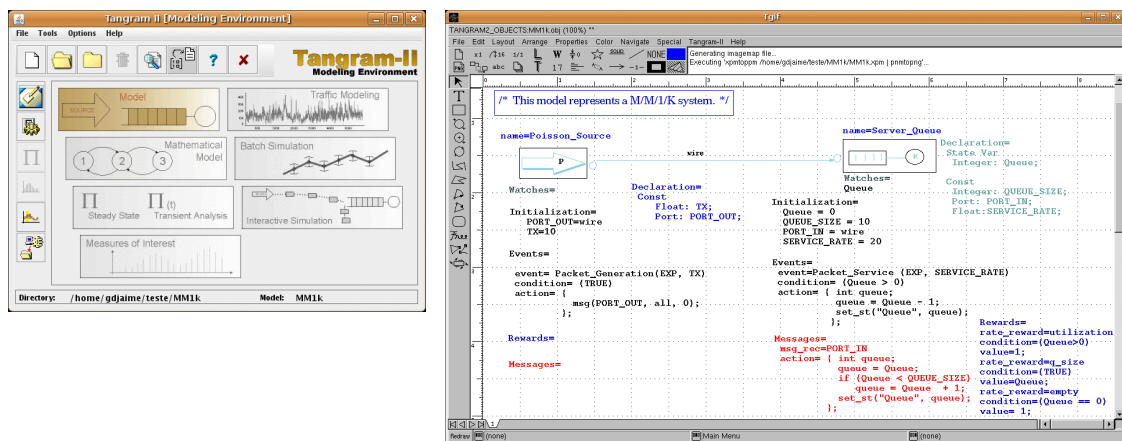 Tangram II [Modeling Environment]
File Tools Options Help
Tangram-II
Modeling Environment
Model
SOURCE
Traffic Modeling
Mathematical
Model
1 2 3
Batch Simulation
Steady State
(t)
Transient Analysis
Interactive Simulation
Measures of Interest
Directory: /home/gdjaime/teste/MM1k Model: MM1k
Tgif
TANGRAM2_OBJECTS:MM1k.obj (100%) **
File Edit Layout Arrange Properties Color Navigate Special Tangram-II Help
Generating imagemap file...
Executing 'xpmtoppm /home/gdjaime/teste/MM1k/MM1k.xpm | pnmtopng'...
/* This model represents a M/M/1/K system. */
name=Poisson_Source
P
wire
name=Server_Queue
K
Watches=
Declaration=
Const
Float: TX;
Port: PORT_OUT;
Initialization=
PORT_OUT=wire
TX=10
Events=
event= Packet_Generation(EXP, TX)
condition= (TRUE)
action= {
msg(PORT_OUT, all, 0);
};
Rewards=
Messages=
Declaration=
State Var
Integer: Queue;
Const
Integer: QUEUE_SIZE;
Port: PORT_IN;
Float:SERVICE_RATE;
Watches=
Queue
Initialization=
Queue = 0
QUEUE_SIZE = 10
PORT_IN = wire
SERVICE_RATE = 20
Events=
event=Packet_Service (EXP, SERVICE_RATE)
condition= (Queue > 0)
action= { int queue;
queue = Queue - 1;
set_st("Queue", queue);
};
Messages=
msg_rec=PORT_IN
action= { int queue;
queue = Queue;
if (Queue < QUEUE_SIZE)
queue = Queue + 1;
set_st("Queue", queue);
};
Rewards=
rate_reward=utilization
condition=(Queue>0)
value=1;
rate_reward=q_size
condition=(TRUE)
value=Queue;
rate_reward=empty
condition=(Queue == 0)
value= 1;
Redraw (none) Main Menu (none)